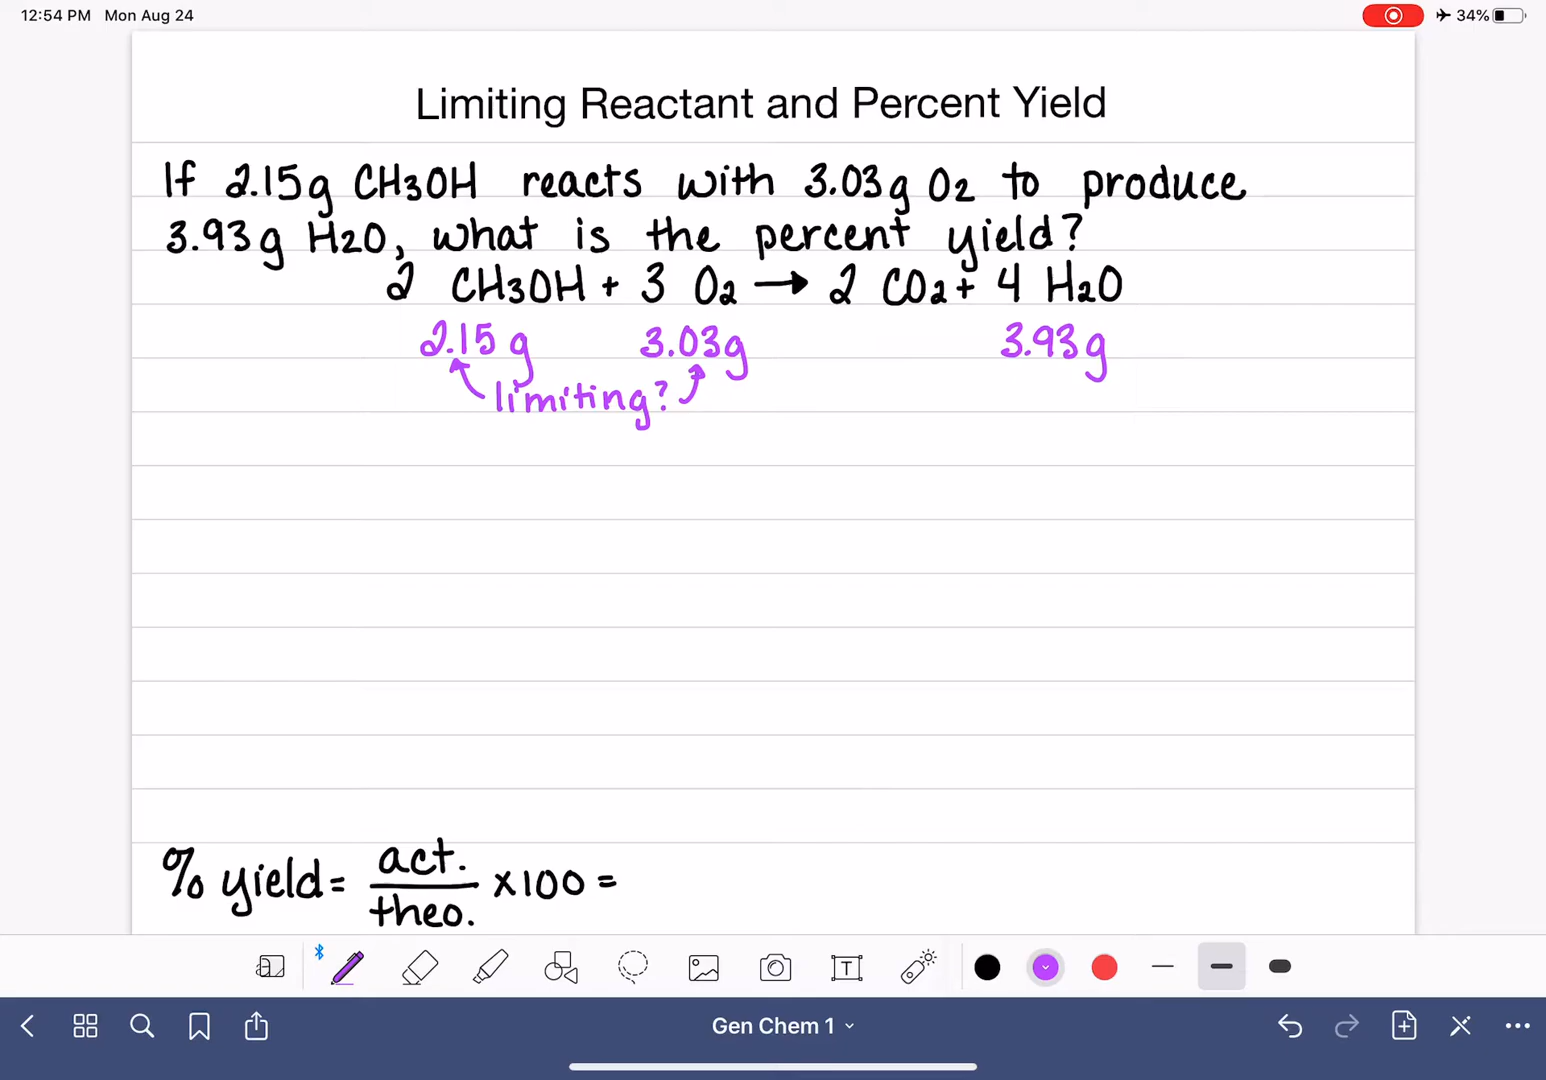 12:54 PM Mon Aug 24
34%
Limiting Reactant and Percent Yield
If 2.15g CH3OH reacts with 3.03g O2 to produce
3.93g H2O, what is the percent yield?
2 CH3OH + 3 O2 → 2 CO2 + 4 H2O
2.15 g 3.03g 3.93g
limiting?
% yield = act. / theo. x100 =
T
Gen Chem 1